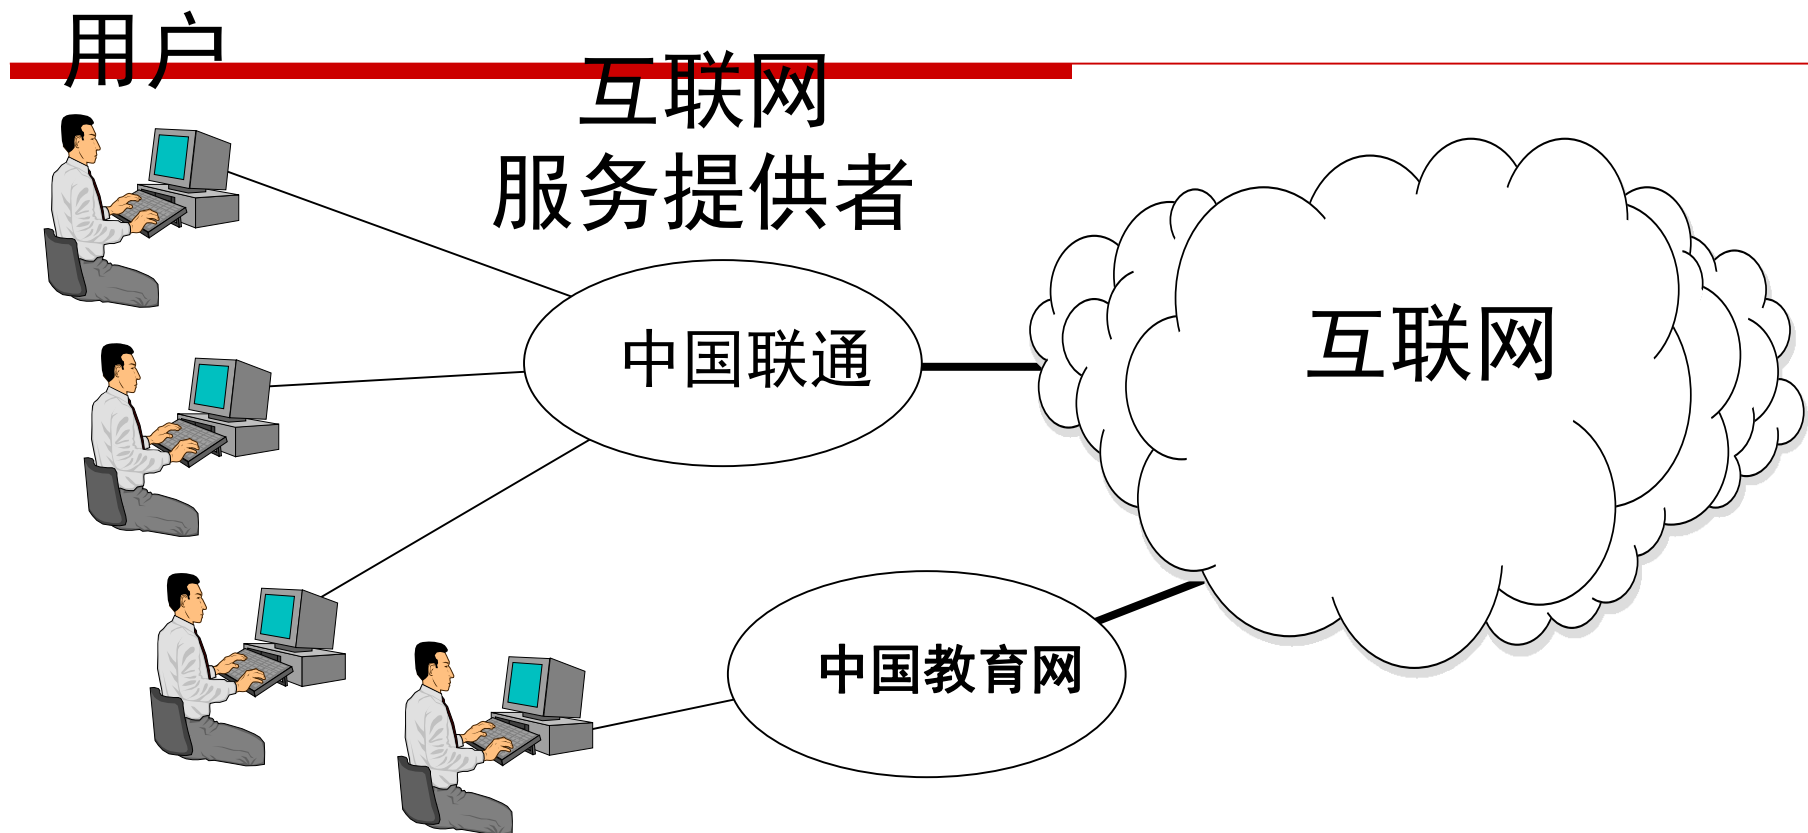 用户
互联网
服务提供者
中国联通
互联网
中国教育网